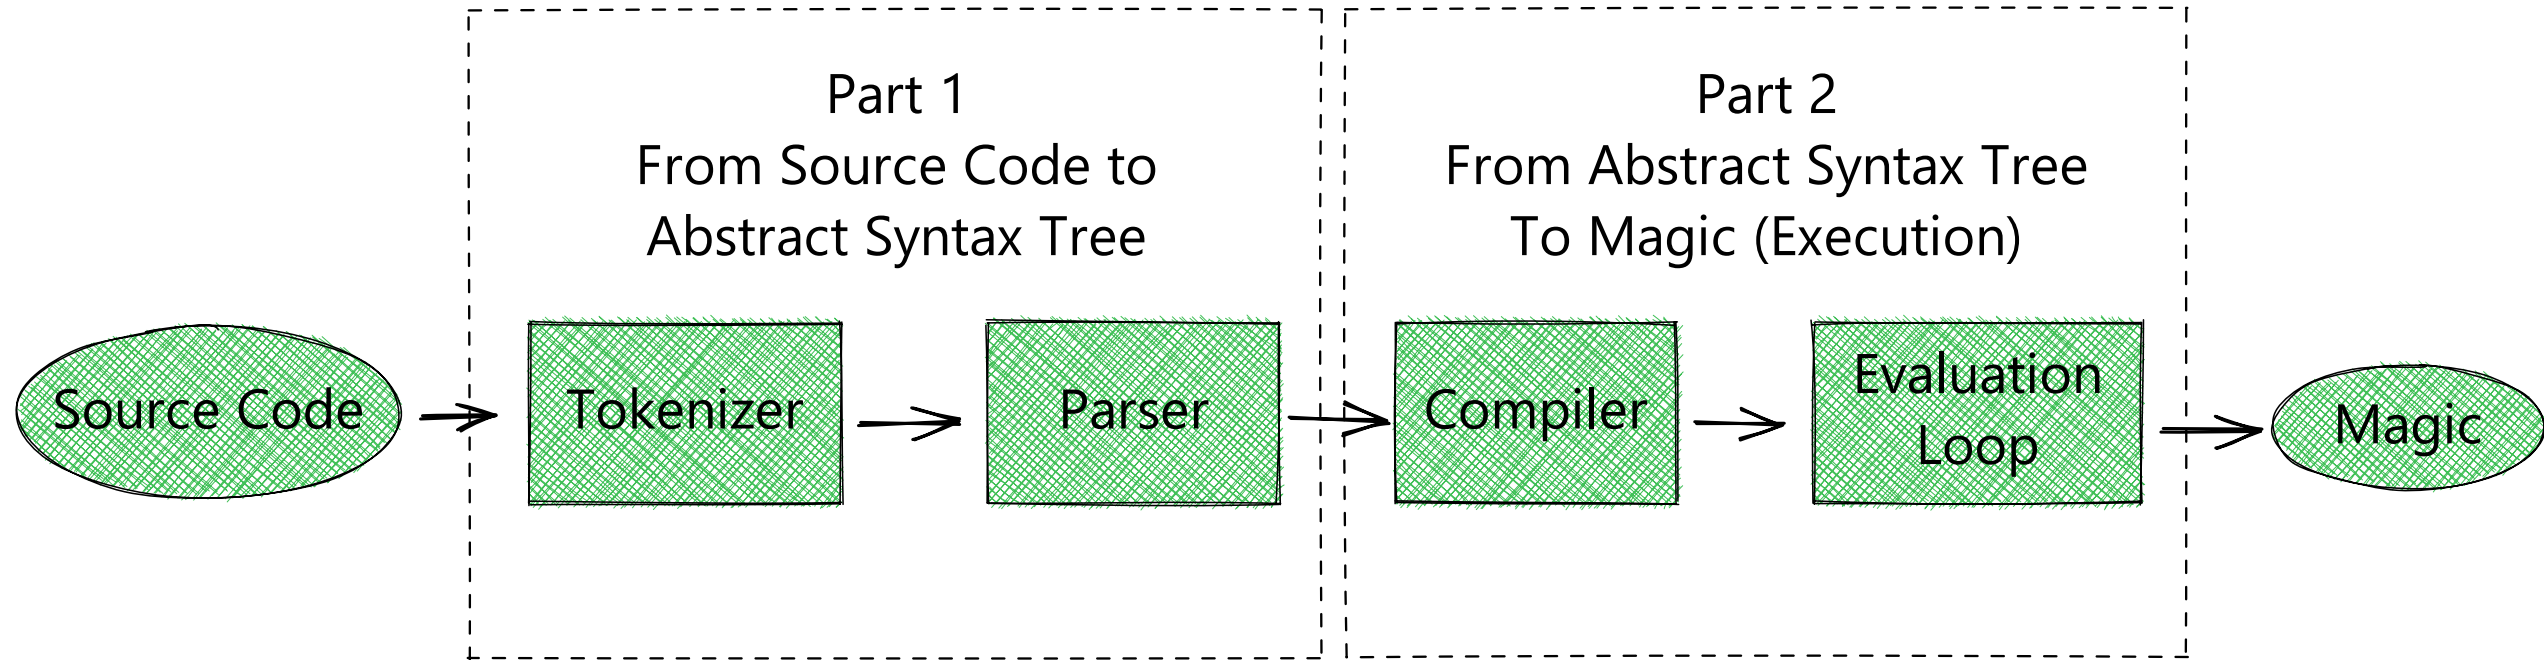 Part 1
From Source Code to
Abstract Syntax Tree
Part 2
From Abstract Syntax Tree
To Magic (Execution)
Source Code
Tokenizer
Parser
Compiler
Evaluation
Loop
Magic